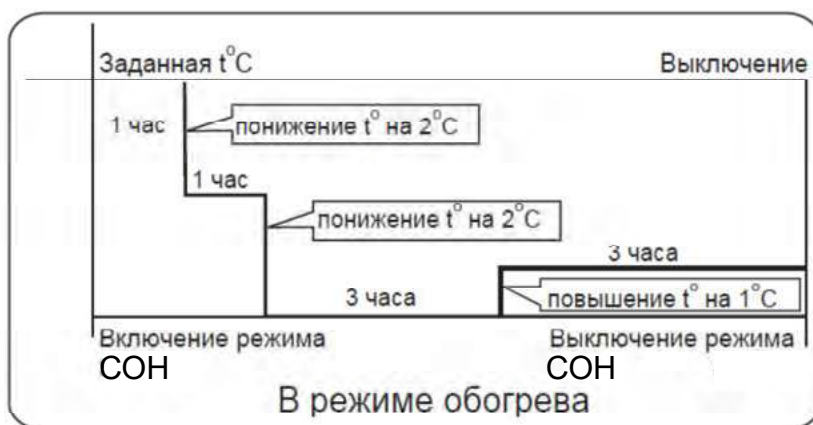 Заданная t°C
Выключение
1 час
понижение t° на 2°C
1 час
понижение t° на 2°C
3 часа
3 часа
повышение t° на 1°C
Включение режима
СОН
Выключение режима
СОН
В режиме обогрева